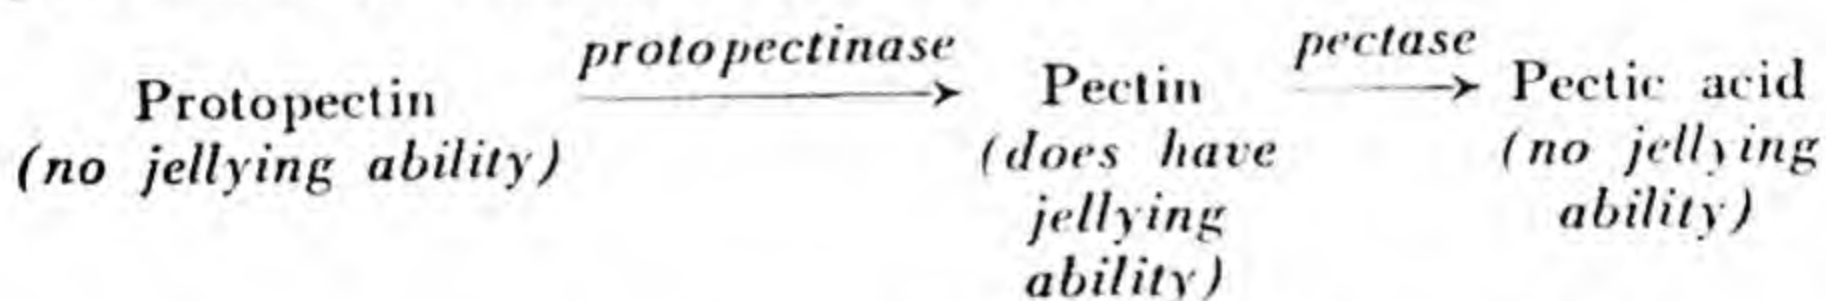 protopectinase pectase
Protopectin Pectin Pectic acid
(no jellying ability) (does have (no jellying
jellying ability)
ability)